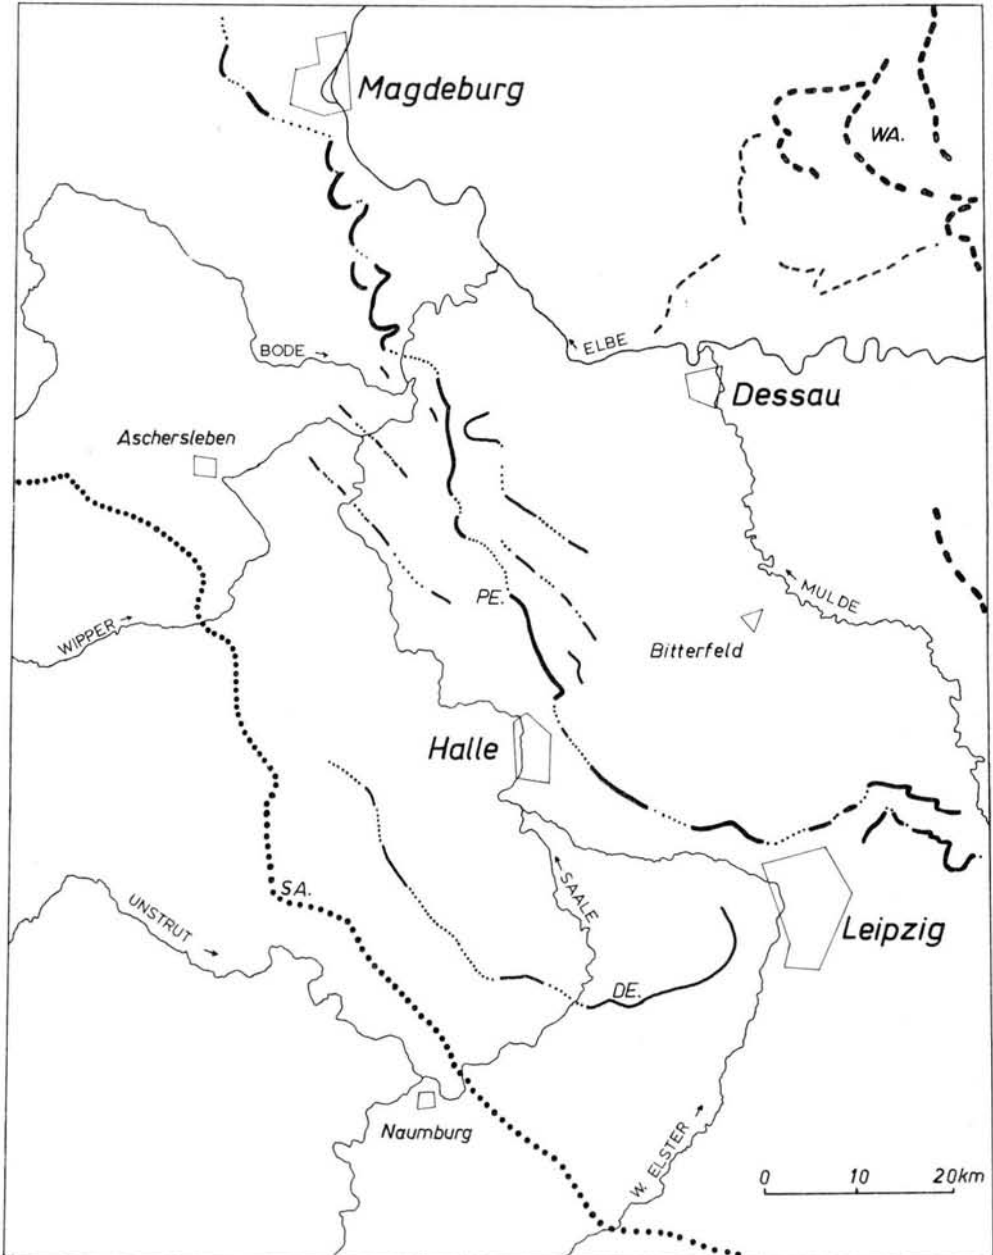 Magdeburg
WA.
BODE →
ELBE
Dessau
Aschersleben
PE.
MULDE
WIPPER →
Bitterfeld
Halle
SA.
SAALE
UNSTRUT →
Leipzig
DE.
Naumburg
W. ELSTER →
0 10 20km